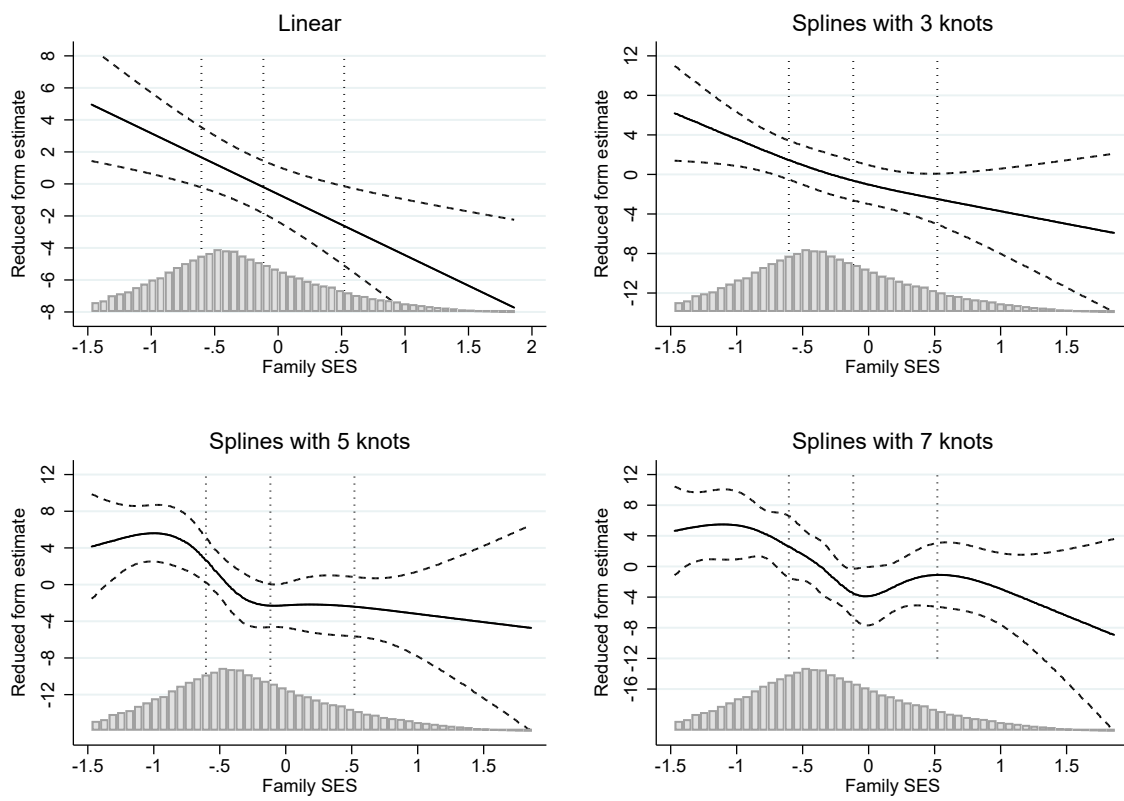 Linear
Reduced form estimate
8
6
4
2
0
-2
-4
-6
-8
-1.5 -1 -.5 0 .5 1 1.5 2
Family SES
Splines with 3 knots
Reduced form estimate
12
8
4
0
-4
-8
-12
-1.5 -1 -.5 0 .5 1 1.5
Family SES
Splines with 5 knots
Reduced form estimate
12
8
4
0
-4
-8
-12
-1.5 -1 -.5 0 .5 1 1.5
Family SES
Splines with 7 knots
Reduced form estimate
12
8
4
0
-4
-8
-12
-16
-1.5 -1 -.5 0 .5 1 1.5
Family SES